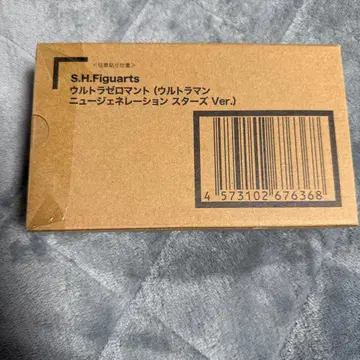 S.H.Figuarts
ウルトラゼロマント (ウルトラマン
ニュージェネレーション スターズ Ver.)
4 573102 676368